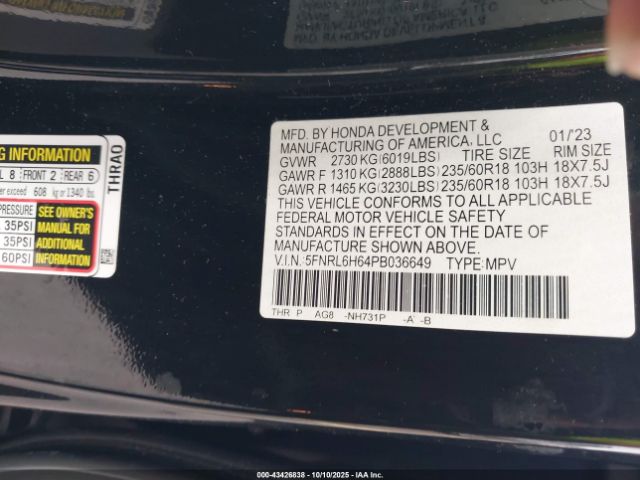 MFD. BY HONDA DEVELOPMENT &
MANUFACTURING OF AMERICA, LLC 01/'23
GVWR 2730 KG(6019LBS) TIRE SIZE RIM SIZE
GAWR F 1310 KG(2888LBS) 235/60R18 103H 18X7.5J
GAWR R 1465 KG(3230LBS) 235/60R18 103H 18X7.5J
THIS VEHICLE CONFORMS TO ALL APPLICABLE
FEDERAL MOTOR VEHICLE SAFETY
STANDARDS IN EFFECT ON THE DATE OF
MANUFACTURE SHOWN ABOVE.
V.I.N.: 5FNRL6H64PB036649 TYPE: MPV
THR P AG8 -NH731P -A -B
INFORMATION
8 FRONT 2 REAR 6
exceed 608 kg or 1340 lbs
PRESSURE
35PSI
35PSI
60PSI
SEE OWNER'S
MANUAL FOR
ADDITIONAL
INFORMATION
THRA0
000-43426838 - 10/10/2025 - COPYRIGHT IAA, LLC